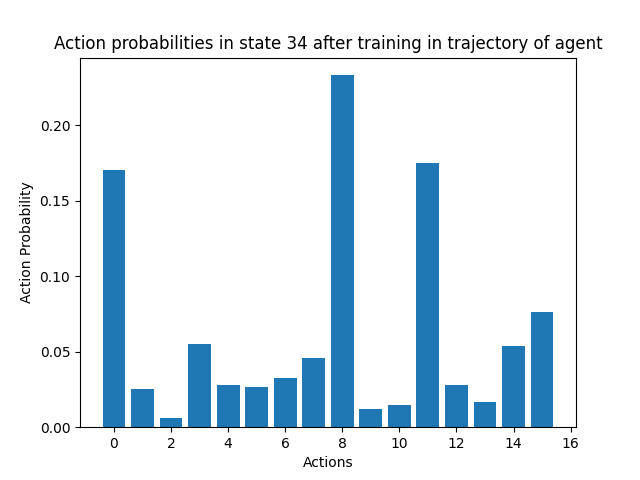 Action probabilities in state 34 after training in trajectory of agent
Action Probability
0.20
0.15
0.10
0.05
0.00
0 2 4 6 8 10 12 14 16
Actions